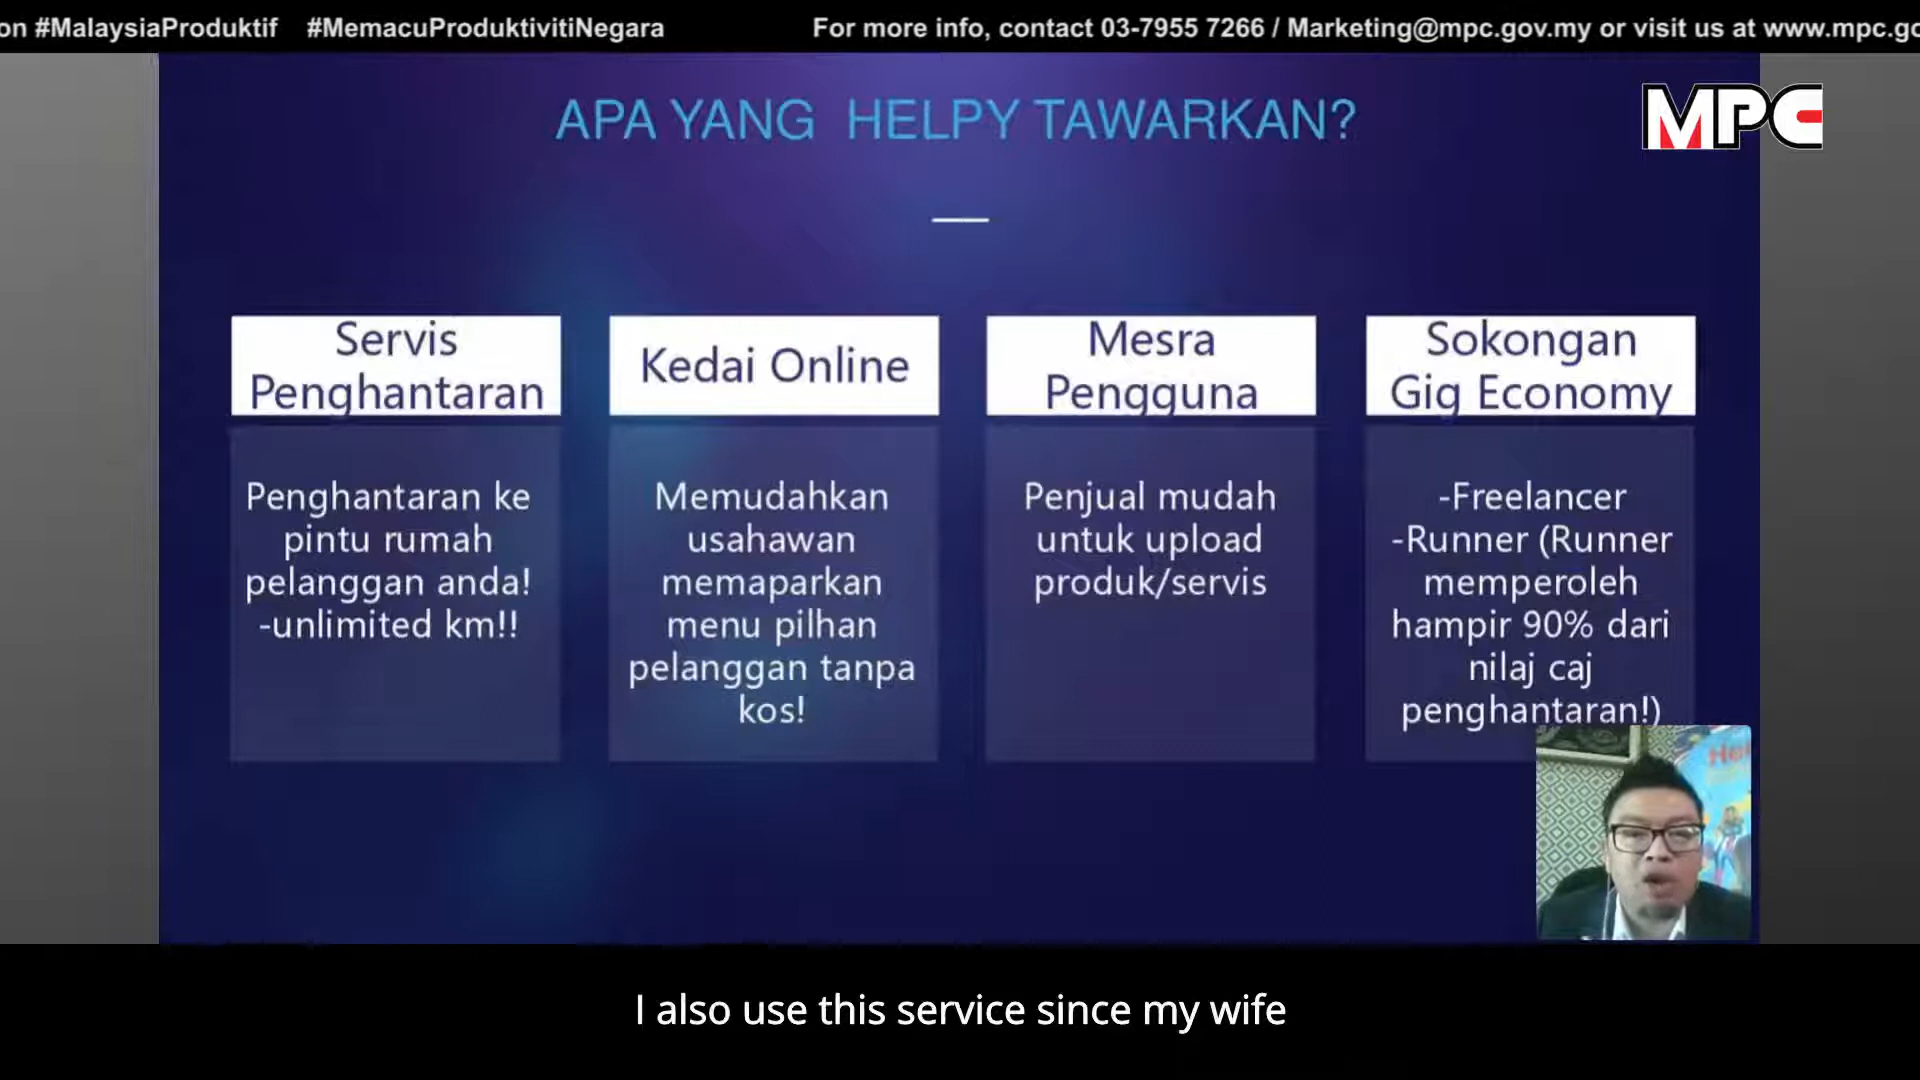 on #MalaysiaProduktif #MemacuProduktivitiNegara For more info, contact 03-7955 7266 / Marketing@mpc.gov.my or visit us at www.mpc.go
MPC
APA YANG HELPY TAWARKAN?
Servis
Penghantaran
Penghantaran ke
pintu rumah
pelanggan anda!
-unlimited km!!
Kedai Online
Memudahkan
usahawan
memaparkan
menu pilhan
pelanggan tanpa
kos!
Mesra
Pengguna
Penjual mudah
untuk upload
produk/servis
Sokongan
Gig Economy
-Freelancer
-Runner (Runner
memperoleh
hampir 90% dari
nilaj caj
penghantaran!)
I also use this service since my wife